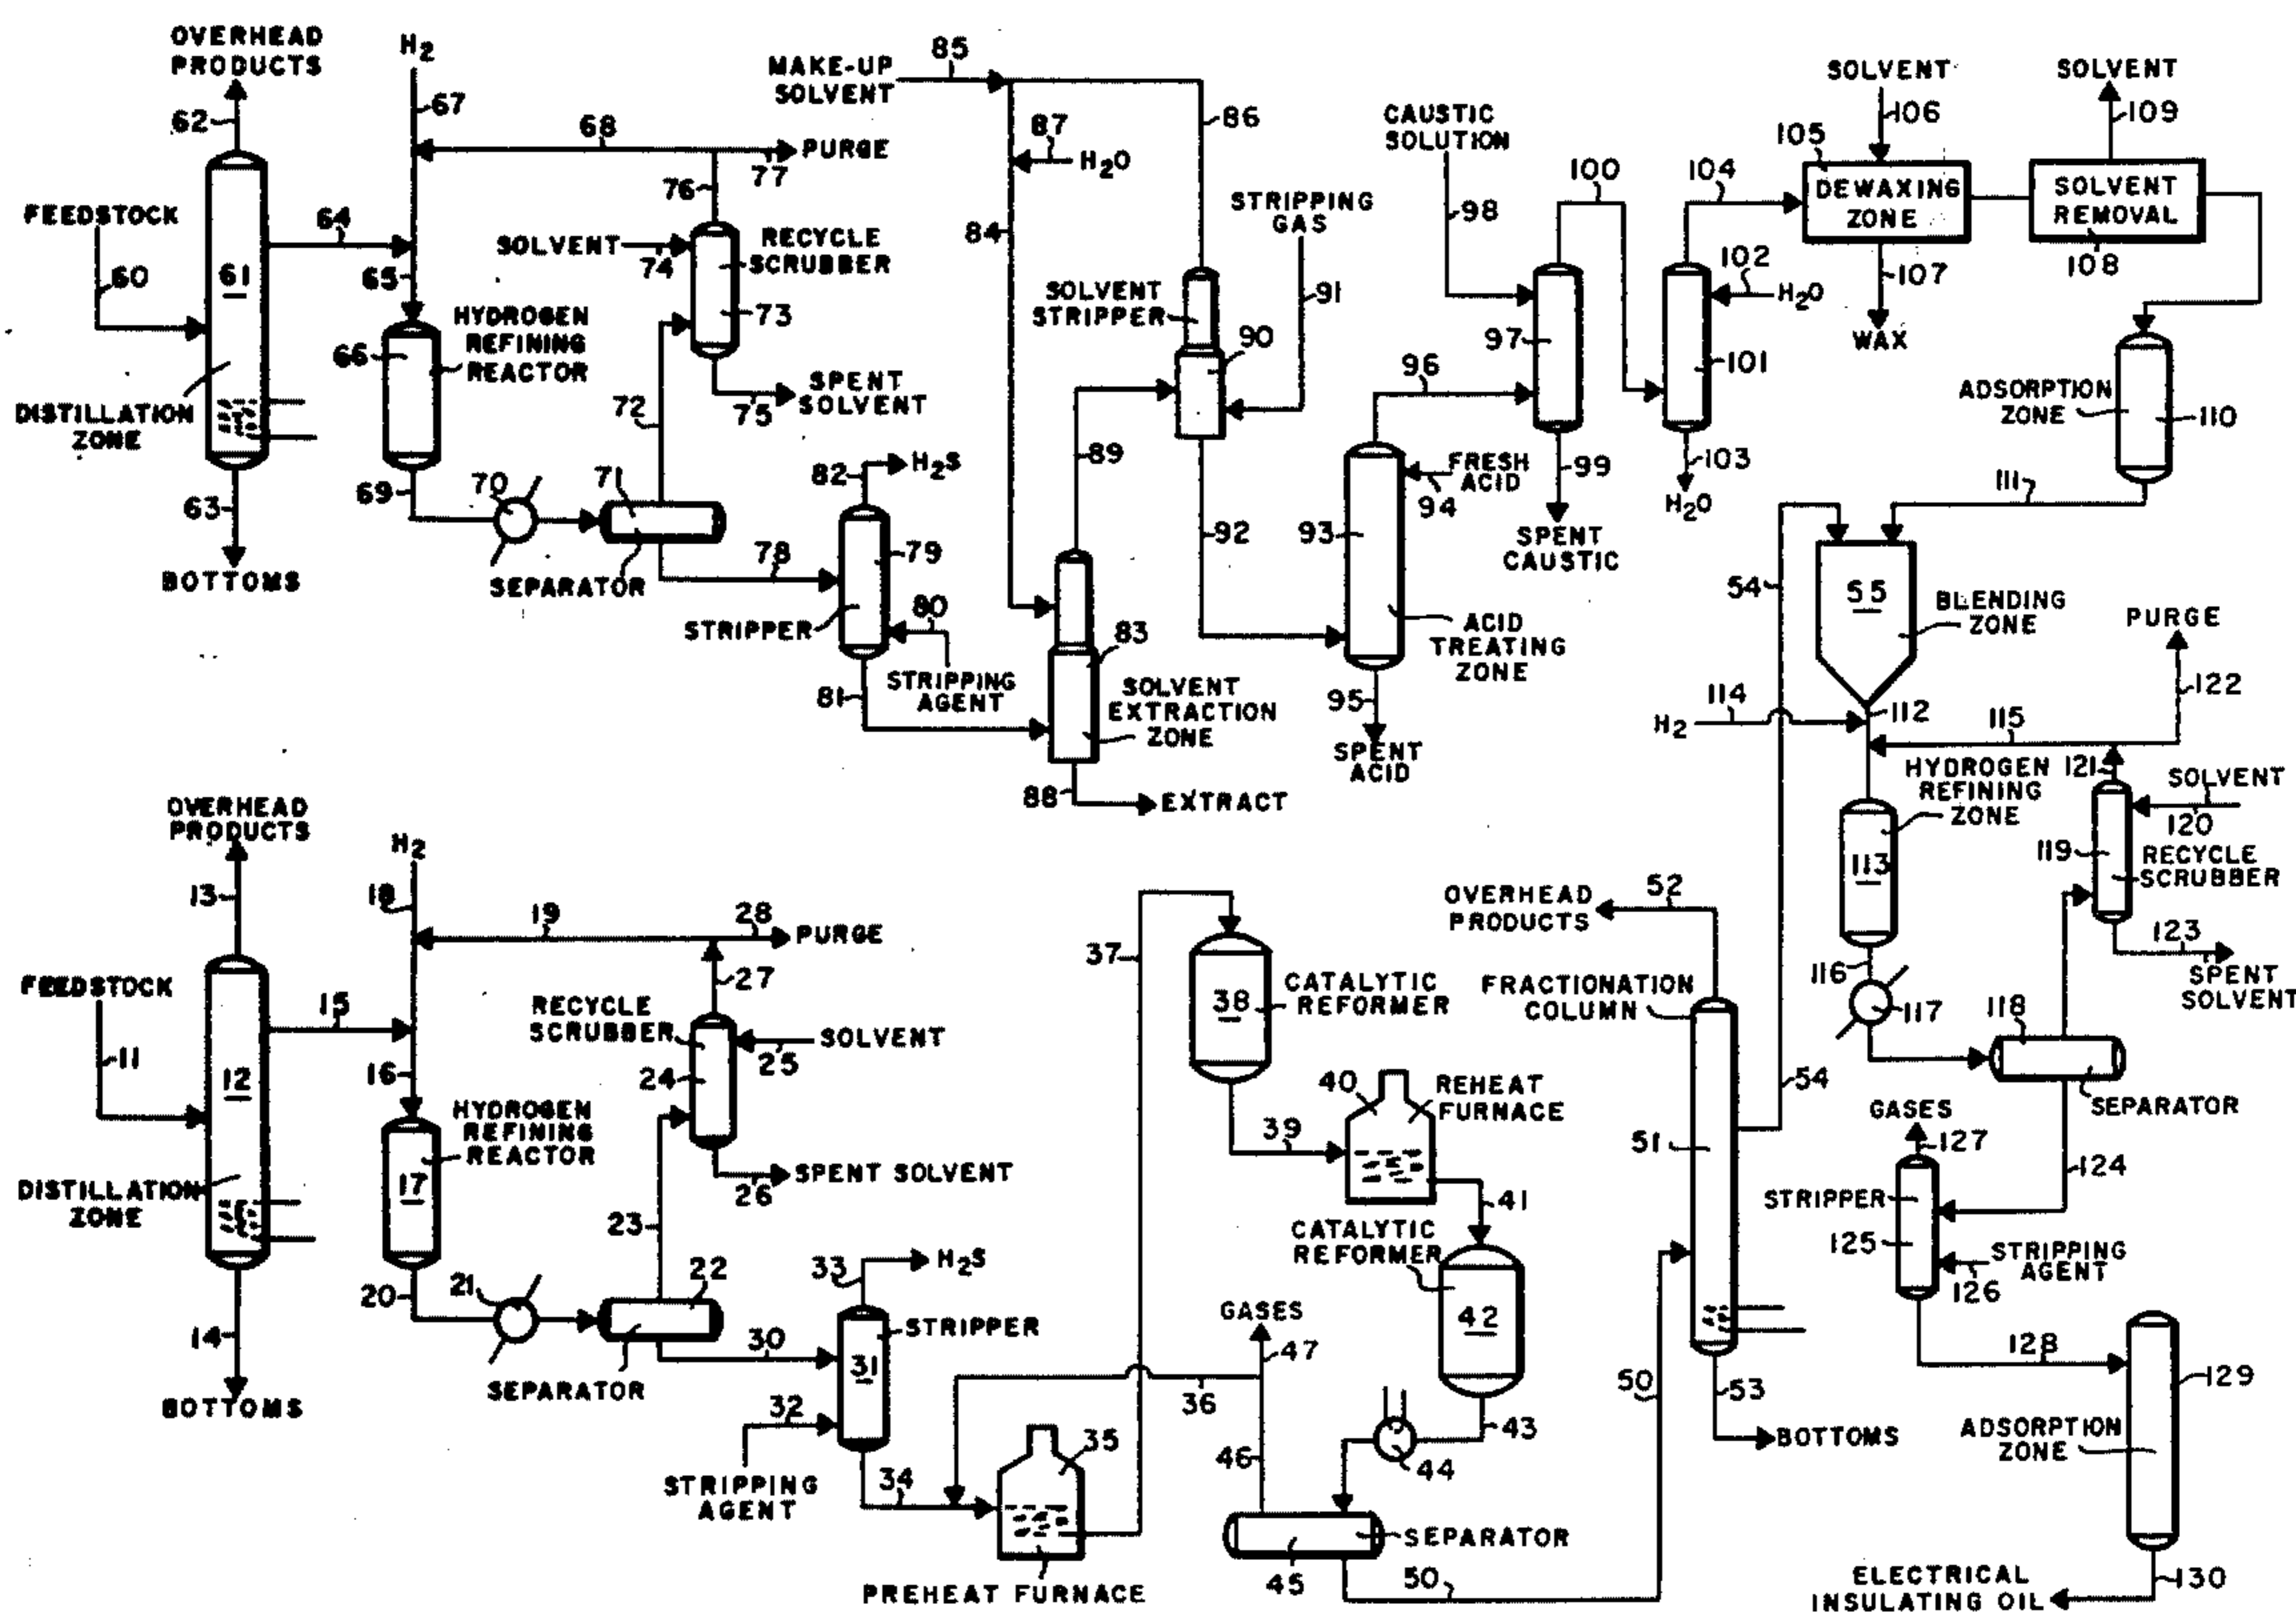 OVERHEAD
PRODUCTS
62
61
FEEDSTOCK
60
64
DISTILLATION
ZONE
63
BOTTOMS
H2
67
68
77
PURGE
76
65
SOLVENT
74
RECYCLE
SCRUBBER
73
HYDROGEN
REFINING
REACTOR
66
72
75
SPENT
SOLVENT
69
70
71
SEPARATOR
78
82
H2S
79
STRIPPER
80
STRIPPING
AGENT
81
MAKE-UP
SOLVENT
85
86
87
H2O
84
STRIPPING
GAS
91
SOLVENT
STRIPPER
90
89
92
83
SOLVENT
EXTRACTION
ZONE
88
EXTRACT
CAUSTIC
SOLUTION
98
100
104
96
97
FRESH
ACID
94
93
99
SPENT
CAUSTIC
ACID
TREATING
ZONE
95
SPENT
ACID
102
H2O
101
103
H2O
SOLVENT
106
105
DEWAXING
ZONE
107
WAX
SOLVENT
109
SOLVENT
REMOVAL
108
ADSORPTION
ZONE
110
111
54
55
BLENDING
ZONE
PURGE
122
114
H2
112
115
HYDROGEN
REFINING
ZONE
121
SOLVENT
120
113
119
RECYCLE
SCRUBBER
123
SPENT
SOLVENT
116
117
118
SEPARATOR
GASES
127
124
STRIPPER
125
STRIPPING
AGENT
126
128
129
ADSORPTION
ZONE
130
ELECTRICAL
INSULATING OIL
OVERHEAD
PRODUCTS
13
FEEDSTOCK
11
12
15
DISTILLATION
ZONE
14
BOTTOMS
H2
18
19
28
PURGE
27
RECYCLE
SCRUBBER
SOLVENT
25
24
16
HYDROGEN
REFINING
REACTOR
17
23
26
SPENT SOLVENT
20
21
22
SEPARATOR
30
33
H2S
STRIPPER
31
32
STRIPPING
AGENT
34
35
PREHEAT FURNACE
36
37
38
CATALYTIC
REFORMER
39
40
REHEAT
FURNACE
41
CATALYTIC
REFORMER
42
43
44
GASES
47
46
SEPARATOR
45
50
50
OVERHEAD
PRODUCTS
52
FRACTIONATION
COLUMN
51
54
53
BOTTOMS